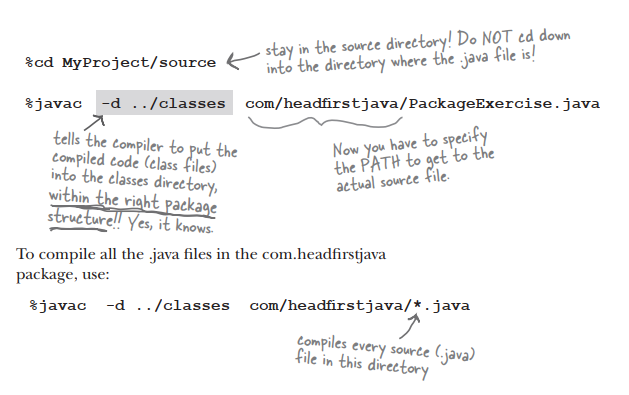 %cd MyProject/source
stay in the source directory! Do NOT cd down
into the directory where the .java file is!
%javac -d ../classes com/headfirstjava/PackageExercise.java
tells the compiler to put the
compiled code (class files)
into the classes directory,
within the right package
structure!! Yes, it knows.
Now you have to specify
the PATH to get to the
actual source file.
To compile all the .java files in the com.headfirstjava
package, use:
%javac -d ../classes com/headfirstjava/*.java
compiles every source (.java)
file in this directory